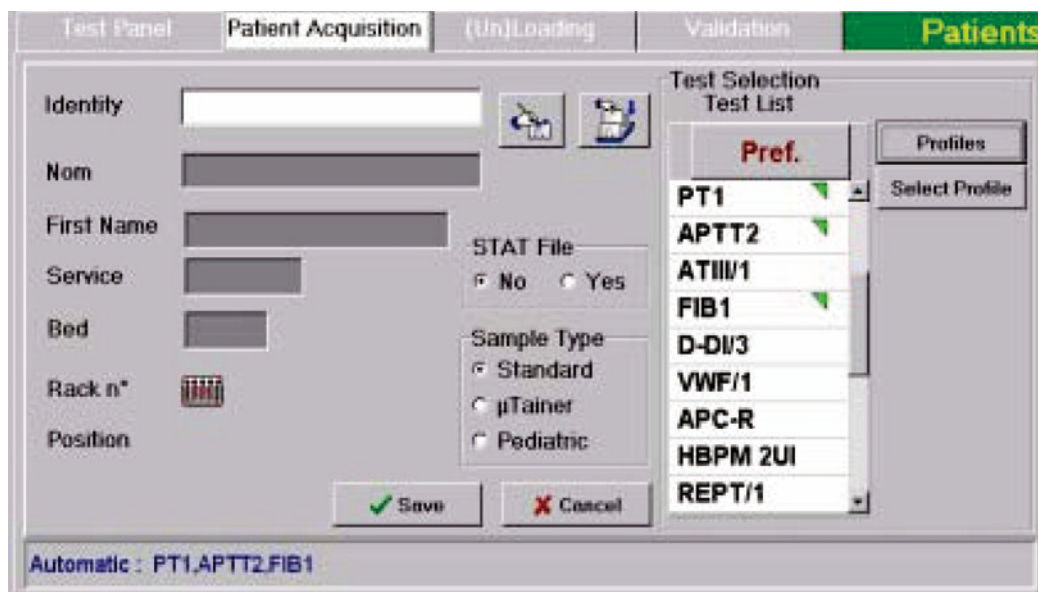 Test Panel Patient Acquisition (Un)Loading Validation Patients
Test Selection
Test List
Identity
Pref.
Profiles
Select Profile
Nom
First Name
Service
Bed
Rack n°
Position
STAT File
No Yes
Sample Type
Standard
µTainer
Pediatric
PT1
APTT2
ATIII/1
FIB1
D-DI/3
VWF/1
APC-R
HBPM 2UI
REPT/1
Save Cancel
Automatic : PT1,APTT2,FIB1